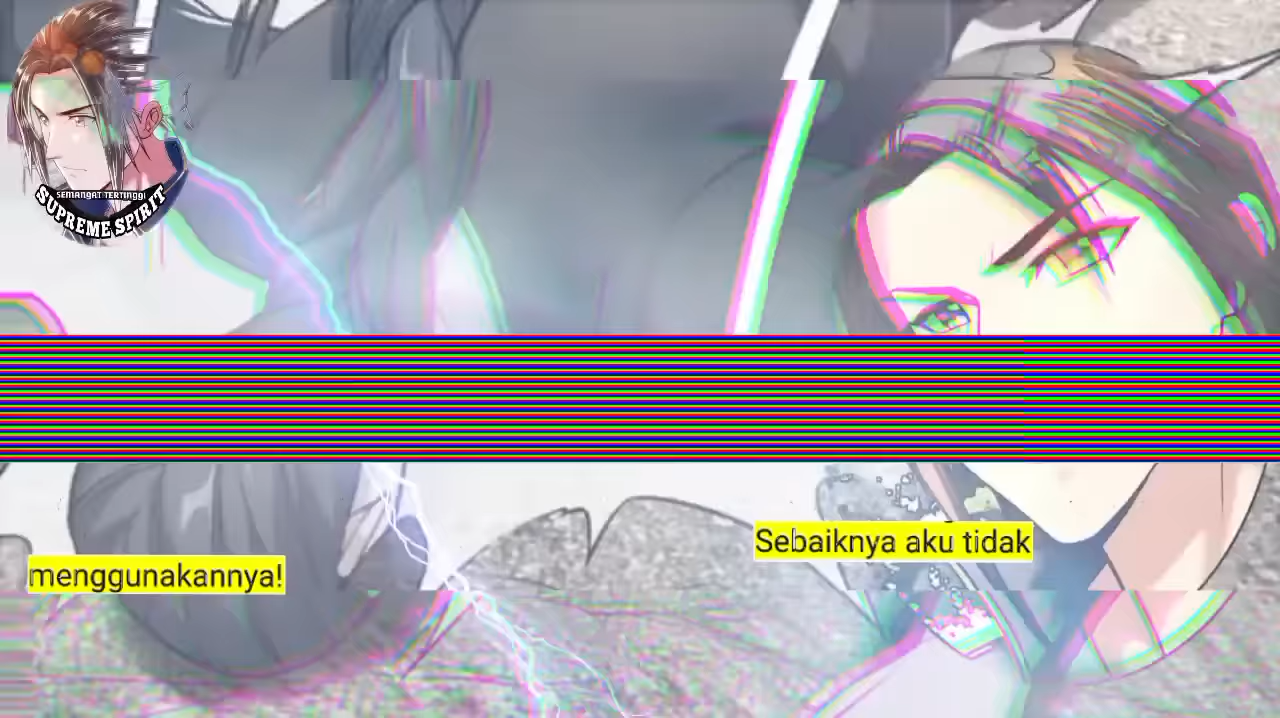 SEMANGAT TERTINGGI
SUPREME SPIRIT
Sebaiknya aku tidak
menggunakannya!